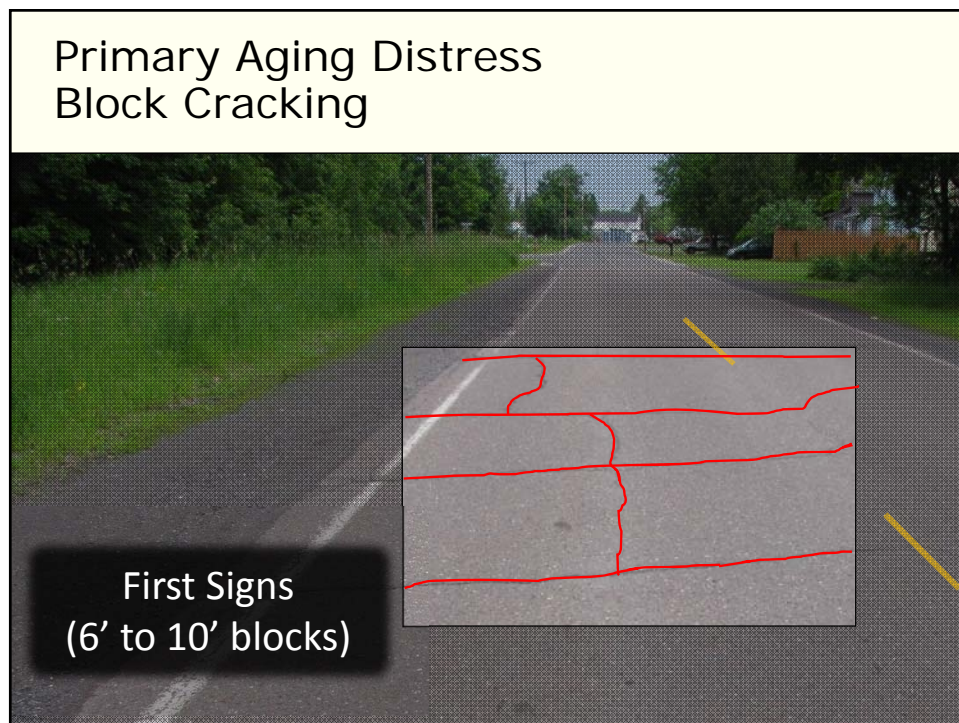 Primary Aging Distress
Block Cracking
First Signs
(6’ to 10’ blocks)